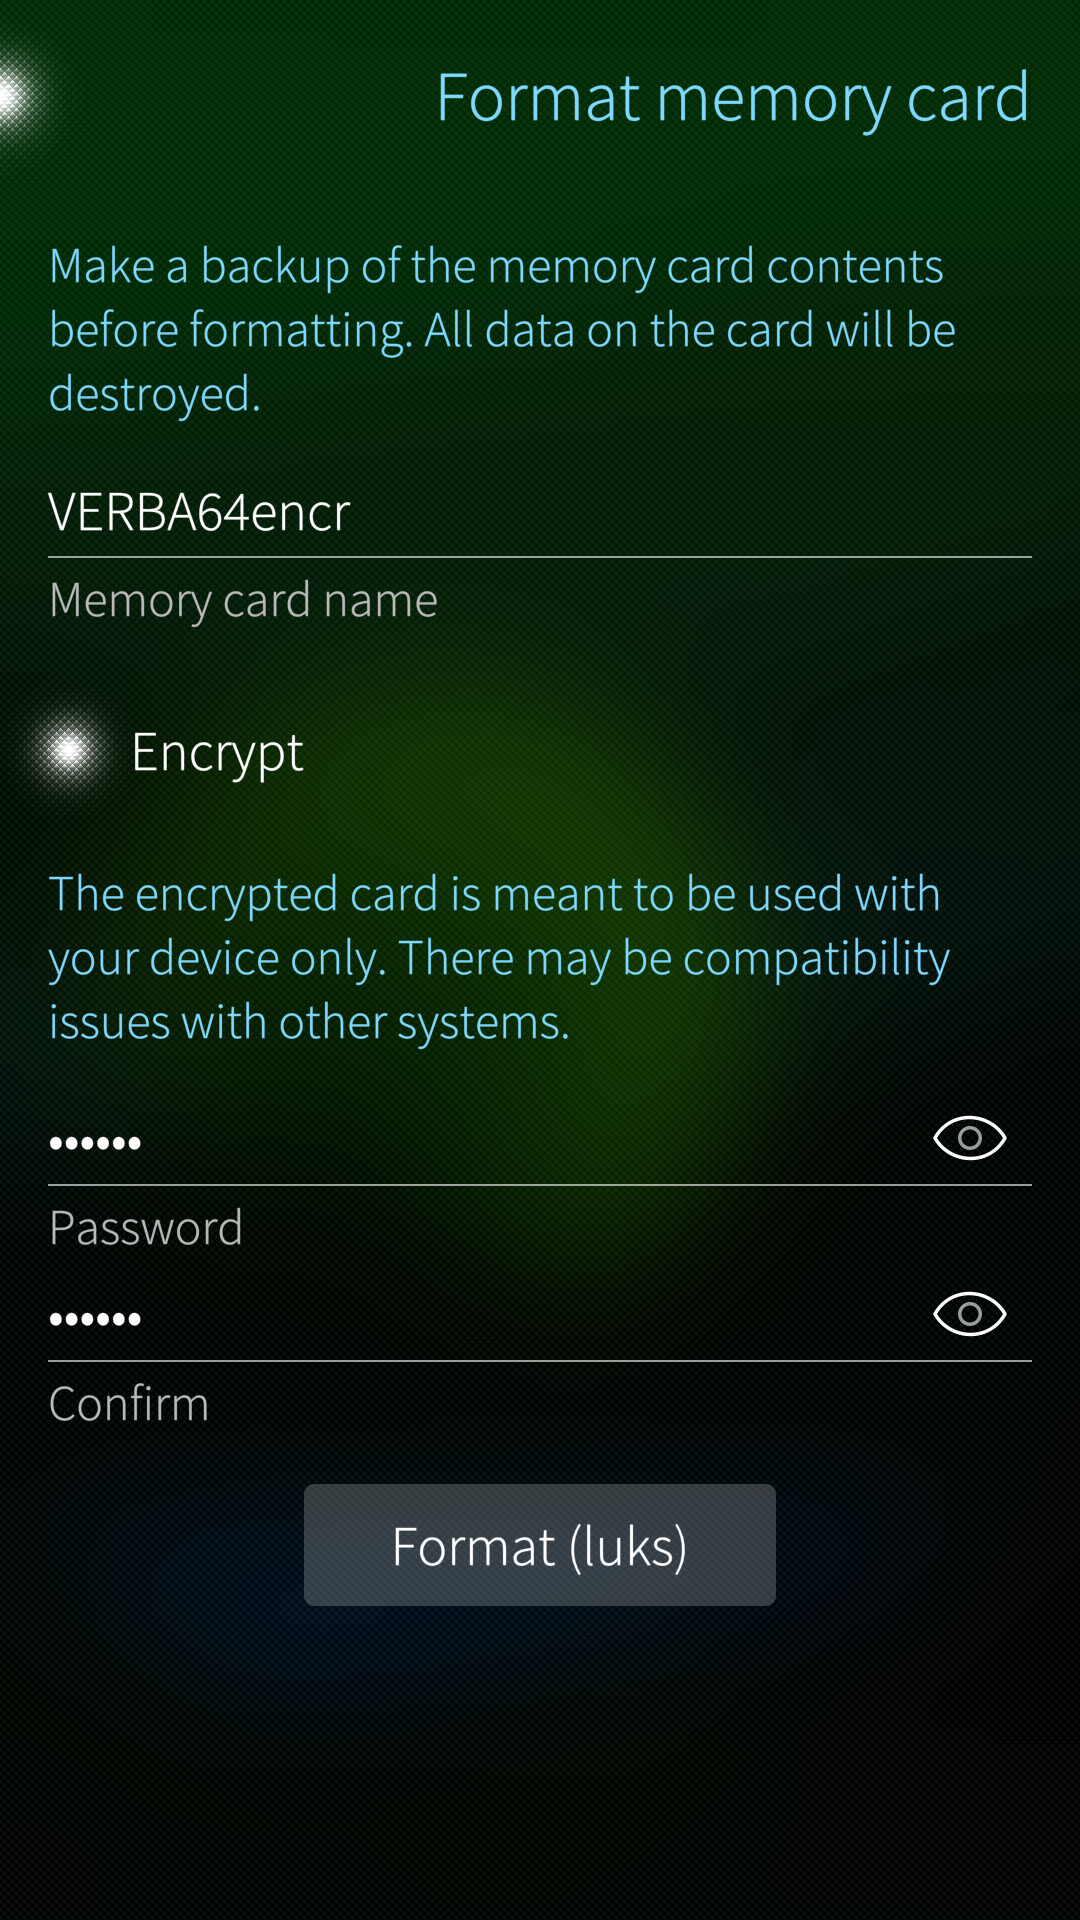 Format memory card
Make a backup of the memory card contents
before formatting. All data on the card will be
destroyed.
VERBA64encr
Memory card name
Encrypt
The encrypted card is meant to be used with
your device only. There may be compatibility
issues with other systems.
••••••
Password
••••••
Confirm
Format (luks)